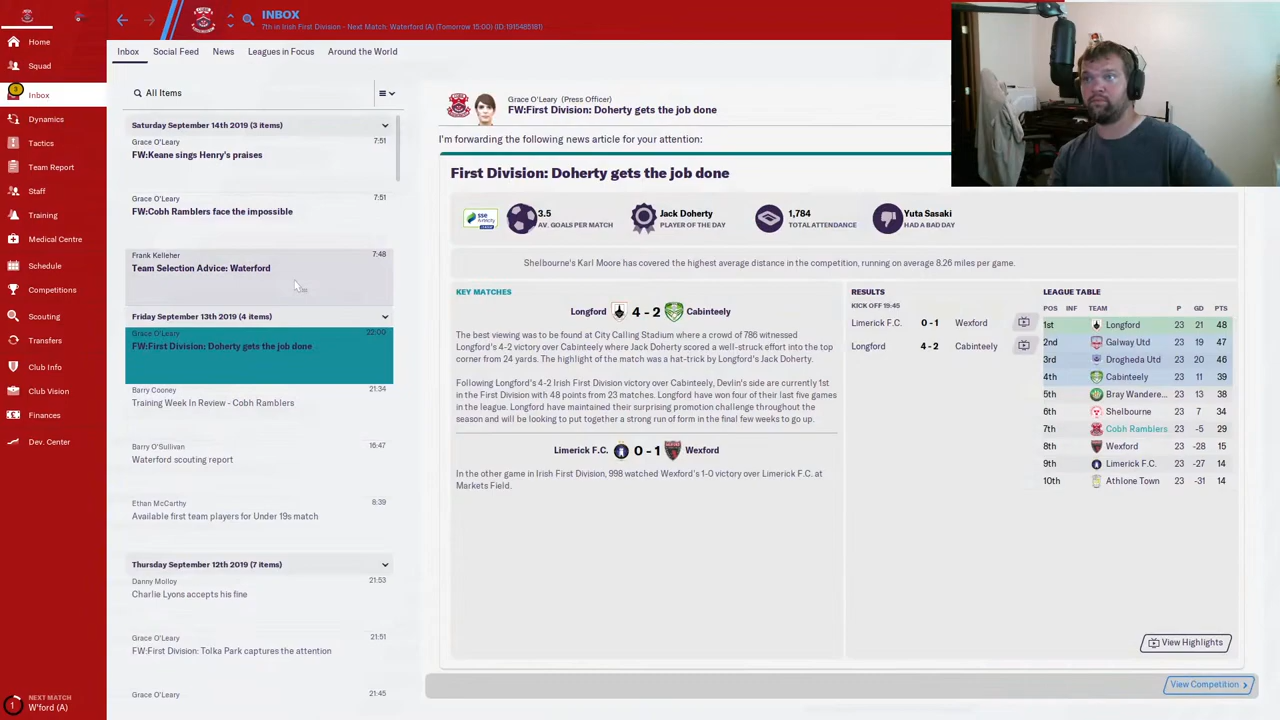 INBOX
7th in Irish First Division - Next Match: Waterford (A) (Tomorrow 15:00) (ID:1915485181)
Home
Squad
3
Inbox
Dynamics
Tactics
Team Report
Staff
Training
Medical Centre
Schedule
Competitions
Scouting
Transfers
Club Info
Club Vision
Finances
Dev. Center
1
NEXT MATCH
W'ford (A)
Inbox
Social Feed
News
Leagues in Focus
Around the World
All Items
Saturday September 14th 2019 (3 items)
Grace O'Leary 7:51
FW:Keane sings Henry's praises
Grace O'Leary 7:51
FW:Cobh Ramblers face the impossible
Frank Kelleher 7:48
Team Selection Advice: Waterford
Friday September 13th 2019 (4 items)
Grace O'Leary 22:00
FW:First Division: Doherty gets the job done
Barry Cooney 21:34
Training Week In Review - Cobh Ramblers
Barry O'Sullivan 16:47
Waterford scouting report
Ethan McCarthy 8:39
Available first team players for Under 19s match
Thursday September 12th 2019 (7 items)
Danny Molloy 21:53
Charlie Lyons accepts his fine
Grace O'Leary 21:51
FW:First Division: Tolka Park captures the attention
Grace O'Leary 21:45
Grace O'Leary (Press Officer)
FW:First Division: Doherty gets the job done
I'm forwarding the following news article for your attention:
First Division: Doherty gets the job done
3.5
AV. GOALS PER MATCH
Jack Doherty
PLAYER OF THE DAY
1,784
TOTAL ATTENDANCE
Yuta Sasaki
HAD A BAD DAY
Shelbourne's Karl Moore has covered the highest average distance in the competition, running on average 8.26 miles per game.
KEY MATCHES
Longford 4 - 2 Cabinteely
The best viewing was to be found at City Calling Stadium where a crowd of 786 witnessed
Longford's 4-2 victory over Cabinteely where Jack Doherty scored a well-struck effort into the top
corner from 24 yards. The highlight of the match was a hat-trick by Longford's Jack Doherty.
Following Longford's 4-2 Irish First Division victory over Cabinteely, Devlin's side are currently 1st
in the First Division with 48 points from 23 matches. Longford have won four of their last five games
in the league. Longford have maintained their surprising promotion challenge throughout the
season and will be looking to put together a strong run of form in the final few weeks to go up.
Limerick F.C. 0 - 1 Wexford
In the other game in Irish First Division, 998 watched Wexford's 1-0 victory over Limerick F.C. at
Markets Field.
RESULTS
KICK OFF 19:45
Limerick F.C. 0 - 1 Wexford
Longford 4 - 2 Cabinteely
LEAGUE TABLE
POS INF TEAM P GD PTS
1st Longford 23 21 48
2nd Galway Utd 23 19 47
3rd Drogheda Utd 23 20 46
4th Cabinteely 23 11 39
5th Bray Wandere... 23 13 38
6th Shelbourne 23 7 34
7th Cobh Ramblers 23 -5 29
8th Wexford 23 -28 15
9th Limerick F.C. 23 -27 14
10th Athlone Town 23 -31 14
View Highlights
View Competition